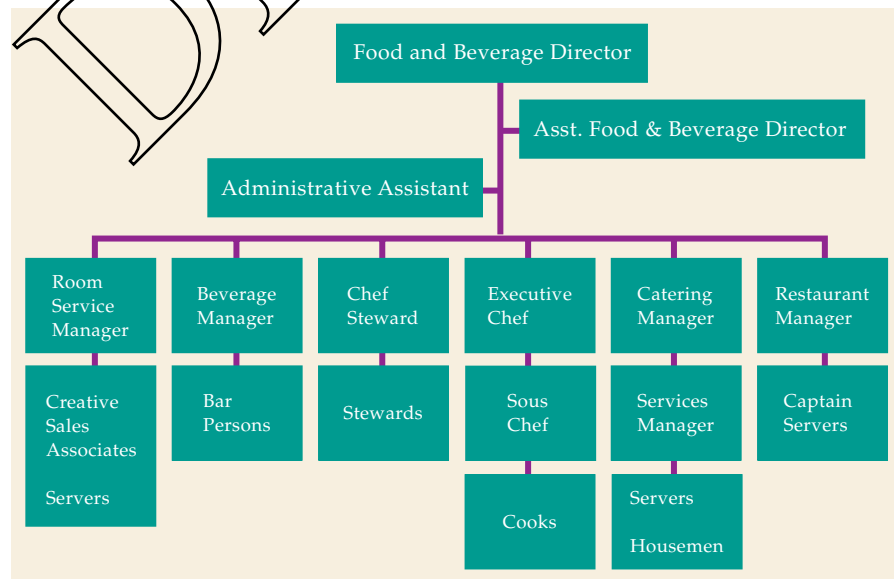 Food and Beverage Director
Asst. Food & Beverage Director
Administrative Assistant
Room
Service
Manager
Beverage
Manager
Chef
Steward
Executive
Chef
Catering
Manager
Restaurant
Manager
Creative
Sales
Associates
Servers
Bar
Persons
Stewards
Sous
Chef
Services
Manager
Captain
Servers
Cooks
Servers
Housemen